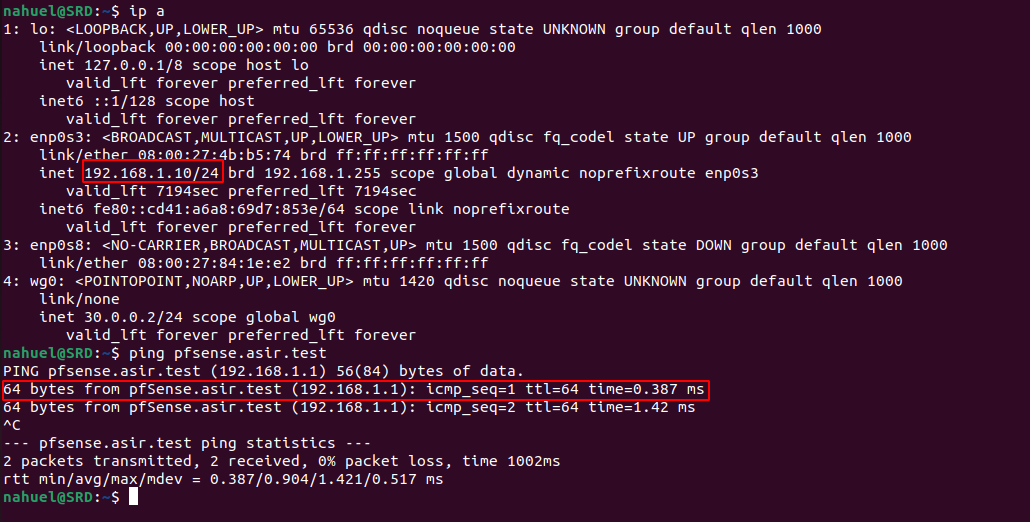 nahuel@SRD:~$ ip a
1: lo: <LOOPBACK,UP,LOWER_UP> mtu 65536 qdisc noqueue state UNKNOWN group default qlen 1000
    link/loopback 00:00:00:00:00:00 brd 00:00:00:00:00:00
    inet 127.0.0.1/8 scope host lo
       valid_lft forever preferred_lft forever
    inet6 ::1/128 scope host
       valid_lft forever preferred_lft forever
2: enp0s3: <BROADCAST,MULTICAST,UP,LOWER_UP> mtu 1500 qdisc fq_codel state UP group default qlen 1000
    link/ether 08:00:27:4b:b5:74 brd ff:ff:ff:ff:ff:ff
    inet 192.168.1.10/24 brd 192.168.1.255 scope global dynamic noprefixroute enp0s3
       valid_lft 7194sec preferred_lft 7194sec
    inet6 fe80::cd41:a6a8:69d7:853e/64 scope link noprefixroute
       valid_lft forever preferred_lft forever
3: enp0s8: <NO-CARRIER,BROADCAST,MULTICAST,UP> mtu 1500 qdisc fq_codel state DOWN group default qlen 1000
    link/ether 08:00:27:84:1e:e2 brd ff:ff:ff:ff:ff:ff
4: wg0: <POINTOPOINT,NOARP,UP,LOWER_UP> mtu 1420 qdisc noqueue state UNKNOWN group default qlen 1000
    link/none
    inet 30.0.0.2/24 scope global wg0
       valid_lft forever preferred_lft forever
nahuel@SRD:~$ ping pfsense.asir.test
PING pfsense.asir.test (192.168.1.1) 56(84) bytes of data.
64 bytes from pfSense.asir.test (192.168.1.1): icmp_seq=1 ttl=64 time=0.387 ms
64 bytes from pfSense.asir.test (192.168.1.1): icmp_seq=2 ttl=64 time=1.42 ms
^C
--- pfsense.asir.test ping statistics ---
2 packets transmitted, 2 received, 0% packet loss, time 1002ms
rtt min/avg/max/mdev = 0.387/0.904/1.421/0.517 ms
nahuel@SRD:~$